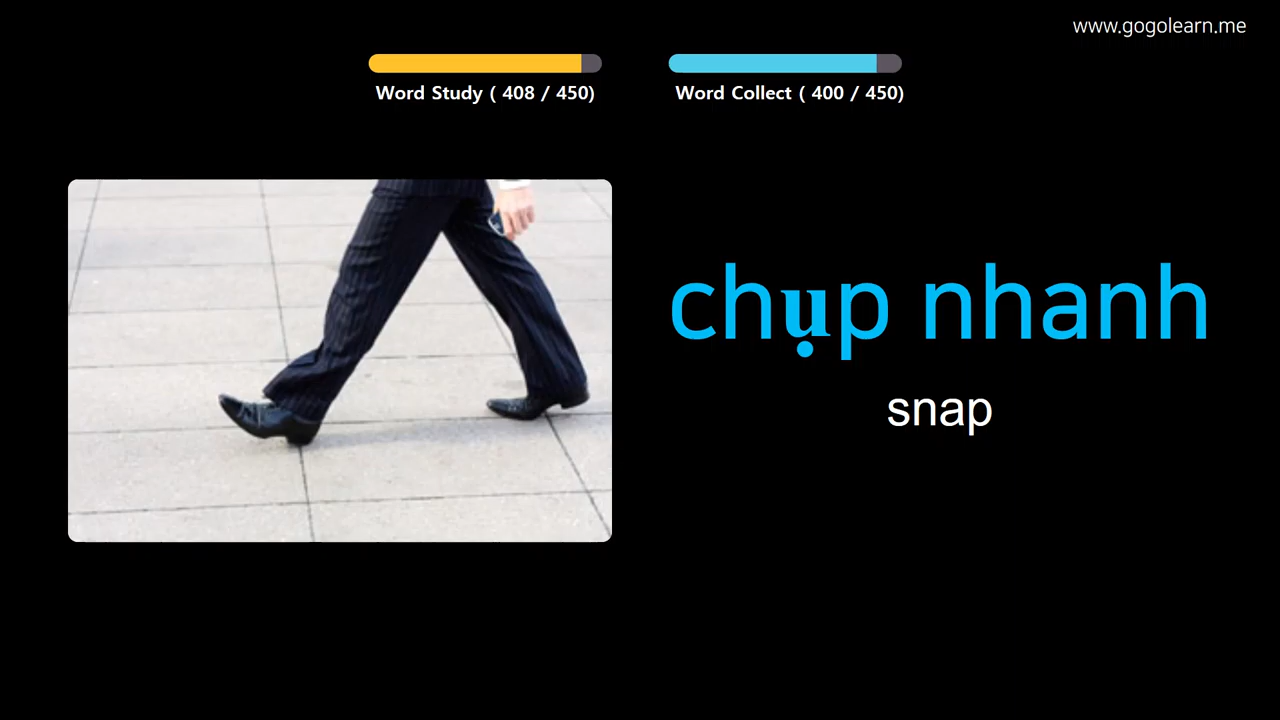 www.gogolearn.me
Word Study ( 408 / 450)
Word Collect ( 400 / 450)
chụp nhanh
snap